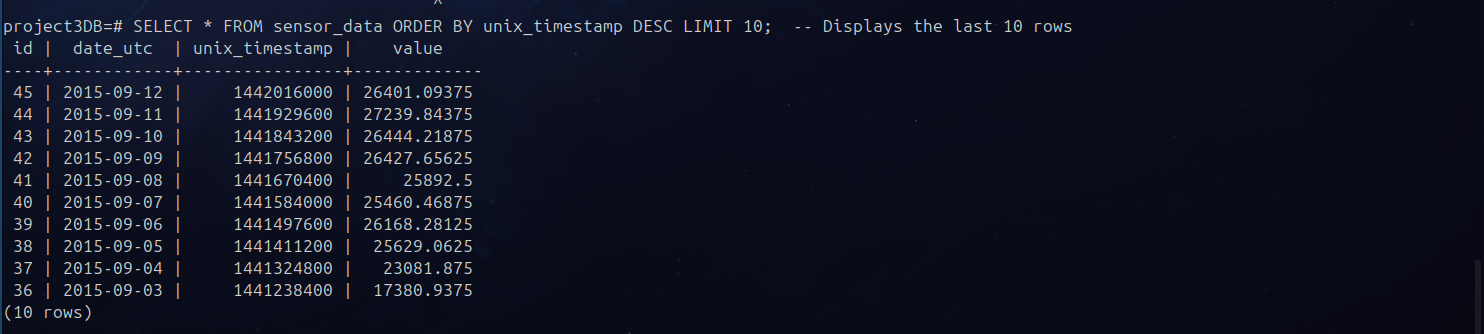 project3DB=# SELECT * FROM sensor_data ORDER BY unix_timestamp DESC LIMIT 10;  -- Displays the last 10 rows
 id |  date_utc  | unix_timestamp |    value
----+------------+----------------+-------------
 45 | 2015-09-12 |     1442016000 | 26401.09375
 44 | 2015-09-11 |     1441929600 | 27239.84375
 43 | 2015-09-10 |     1441843200 | 26444.21875
 42 | 2015-09-09 |     1441756800 | 26427.65625
 41 | 2015-09-08 |     1441670400 |     25892.5
 40 | 2015-09-07 |     1441584000 | 25460.46875
 39 | 2015-09-06 |     1441497600 | 26168.28125
 38 | 2015-09-05 |     1441411200 |  25629.0625
 37 | 2015-09-04 |     1441324800 |   23081.875
 36 | 2015-09-03 |     1441238400 |  17380.9375
(10 rows)